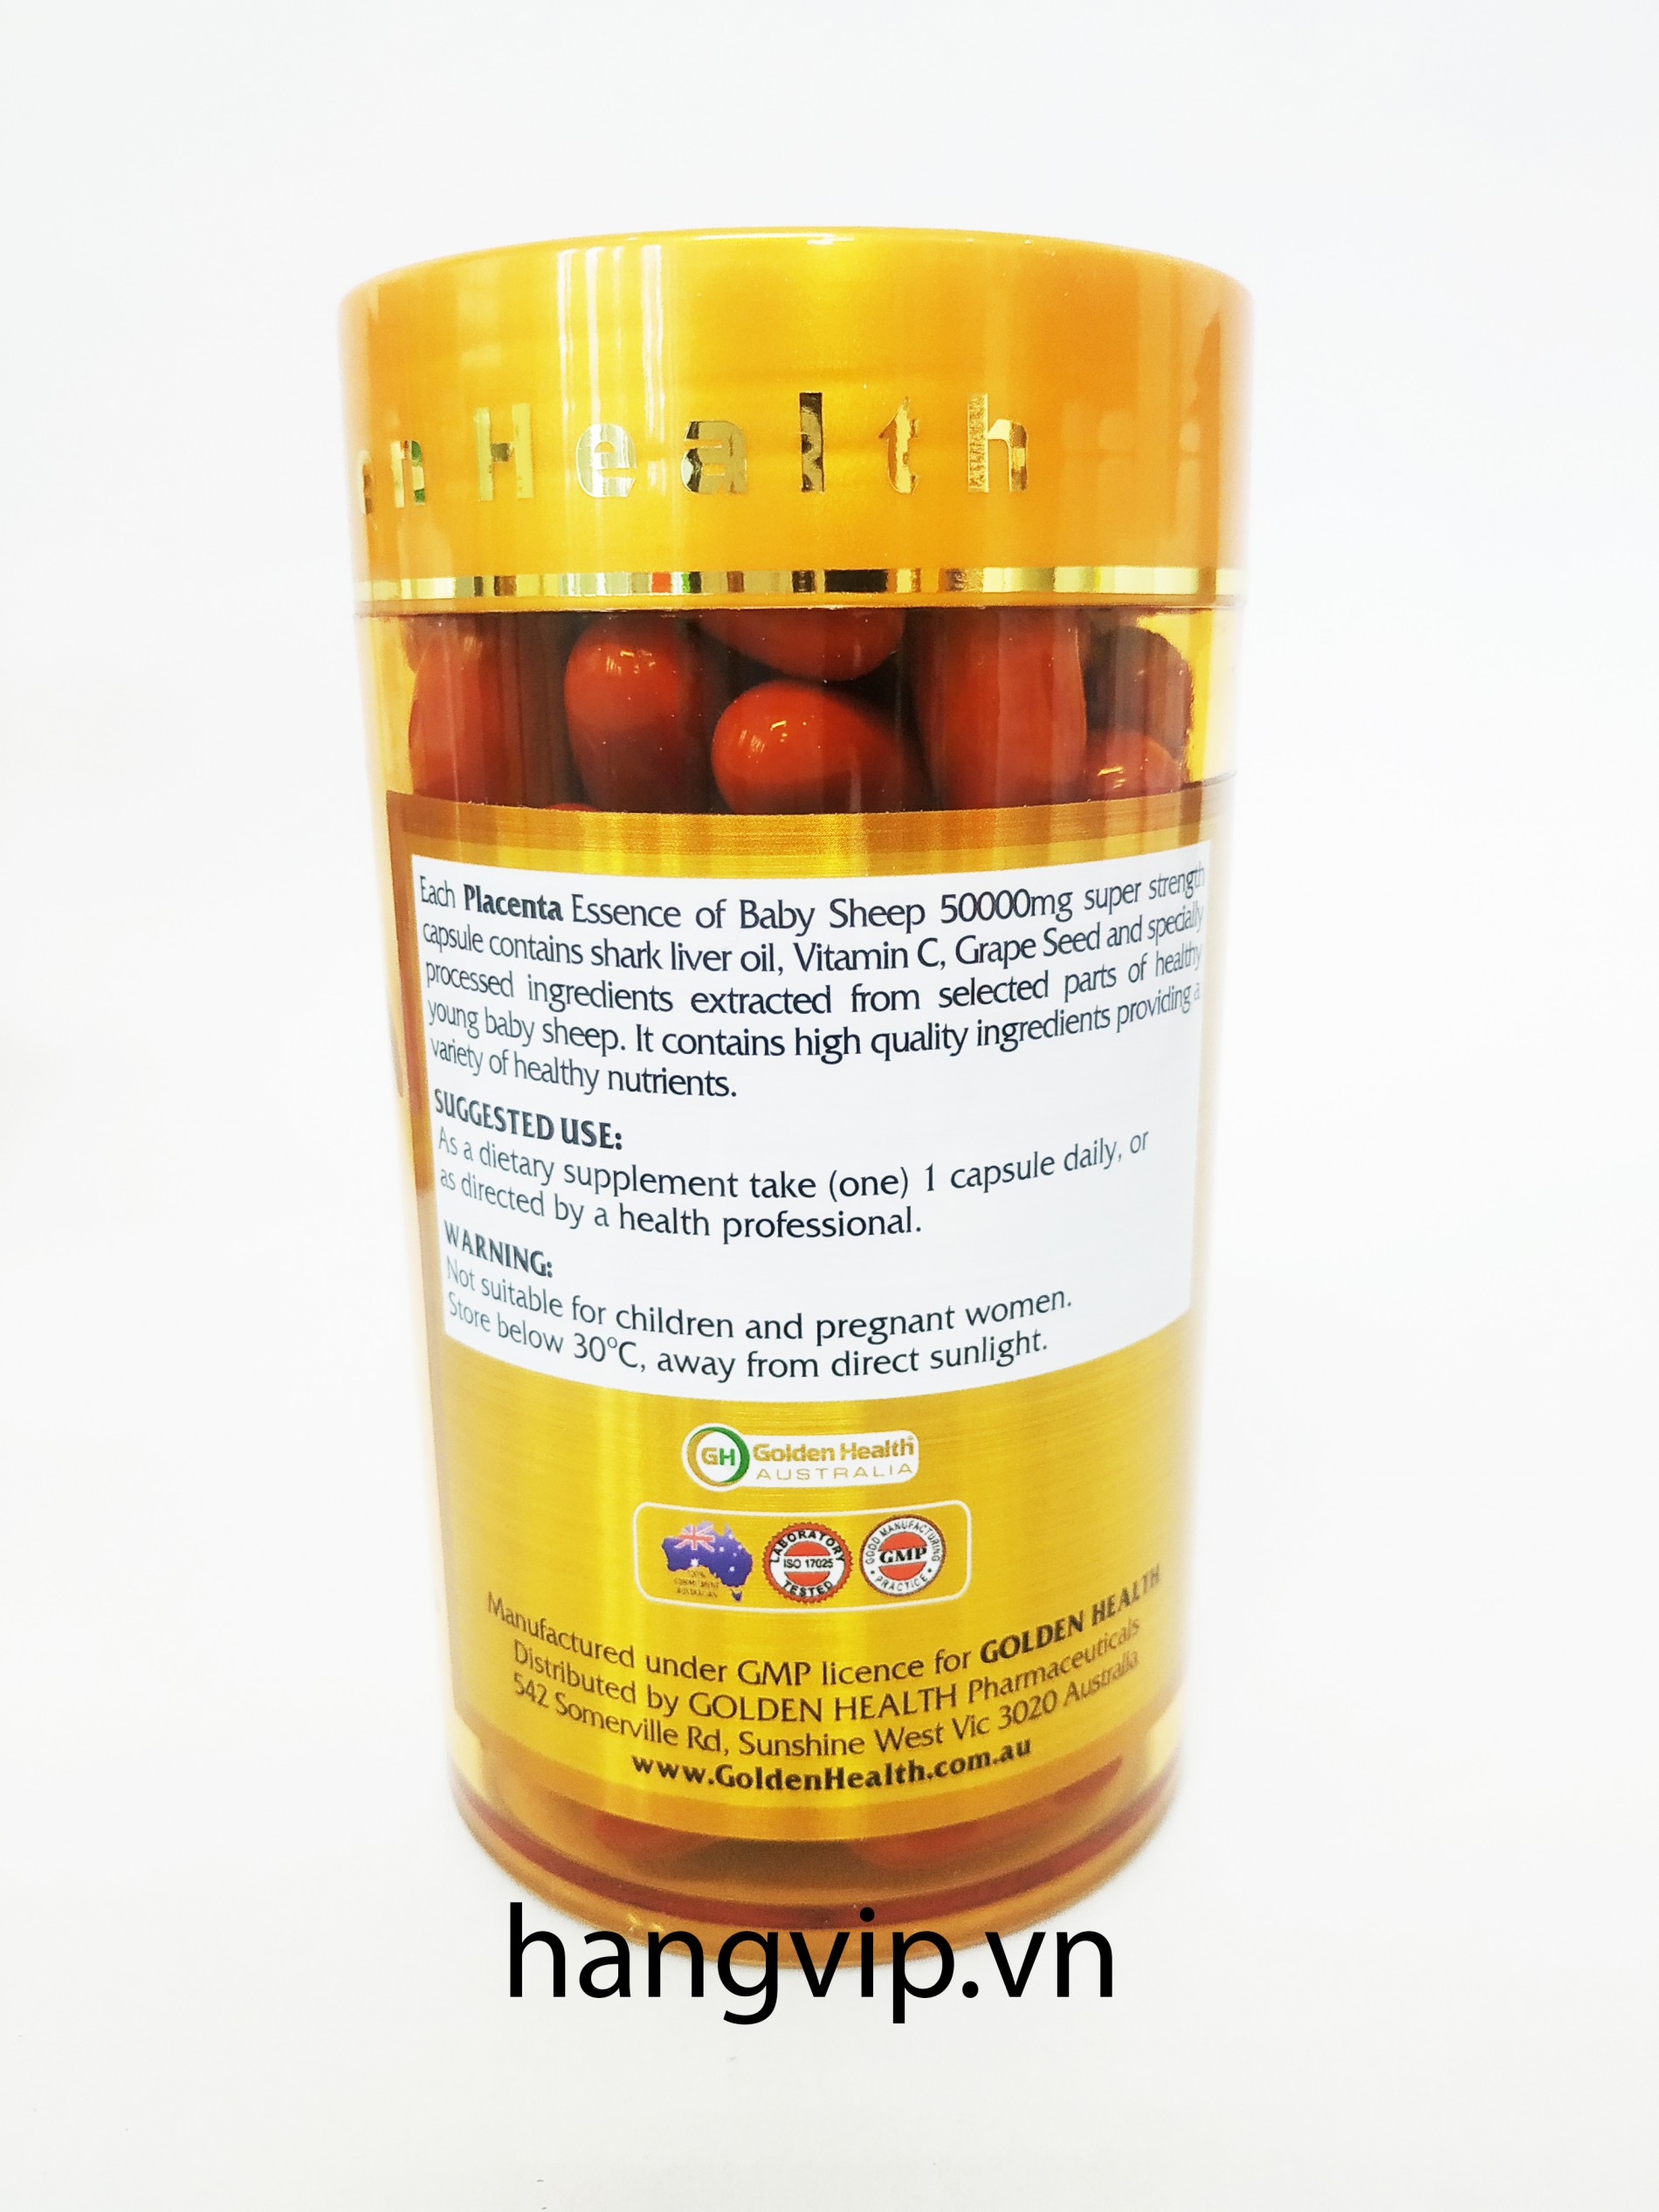 en Health
Each Placenta Essence of Baby Sheep 50000mg super strength
capsule contains shark liver oil, Vitamin C, Grape Seed and specially
processed ingredients extracted from selected parts of healthy
young baby sheep. It contains high quality ingredients providing a
variety of healthy nutrients.
SUGGESTED USE:
As a dietary supplement take (one) 1 capsule daily, or
as directed by a health professional.
WARNING:
Not suitable for children and pregnant women.
Store below 30°C, away from direct sunlight.
GH Golden Health
AUSTRALIA
100%
LABORATORY
ISO 17025
TESTED
GOOD MANUFACTURING
GMP
PRACTICE
Manufactured under GMP licence for GOLDEN HEALTH
Distributed by GOLDEN HEALTH Pharmaceuticals
542 Somerville Rd, Sunshine West Vic 3020 Australia
www.GoldenHealth.com.au
hangvip.vn